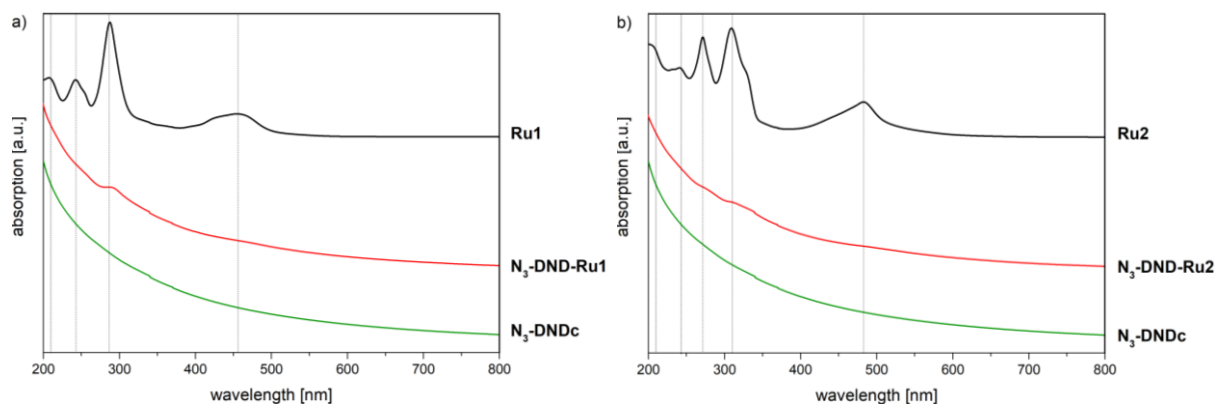 a)
absorption [a.u.]
Ru1
N₃-DND-Ru1
N₃-DNDc
200 300 400 500 600 700 800
wavelength [nm]
b)
absorption [a.u.]
Ru2
N₃-DND-Ru2
N₃-DNDc
200 300 400 500 600 700 800
wavelength [nm]